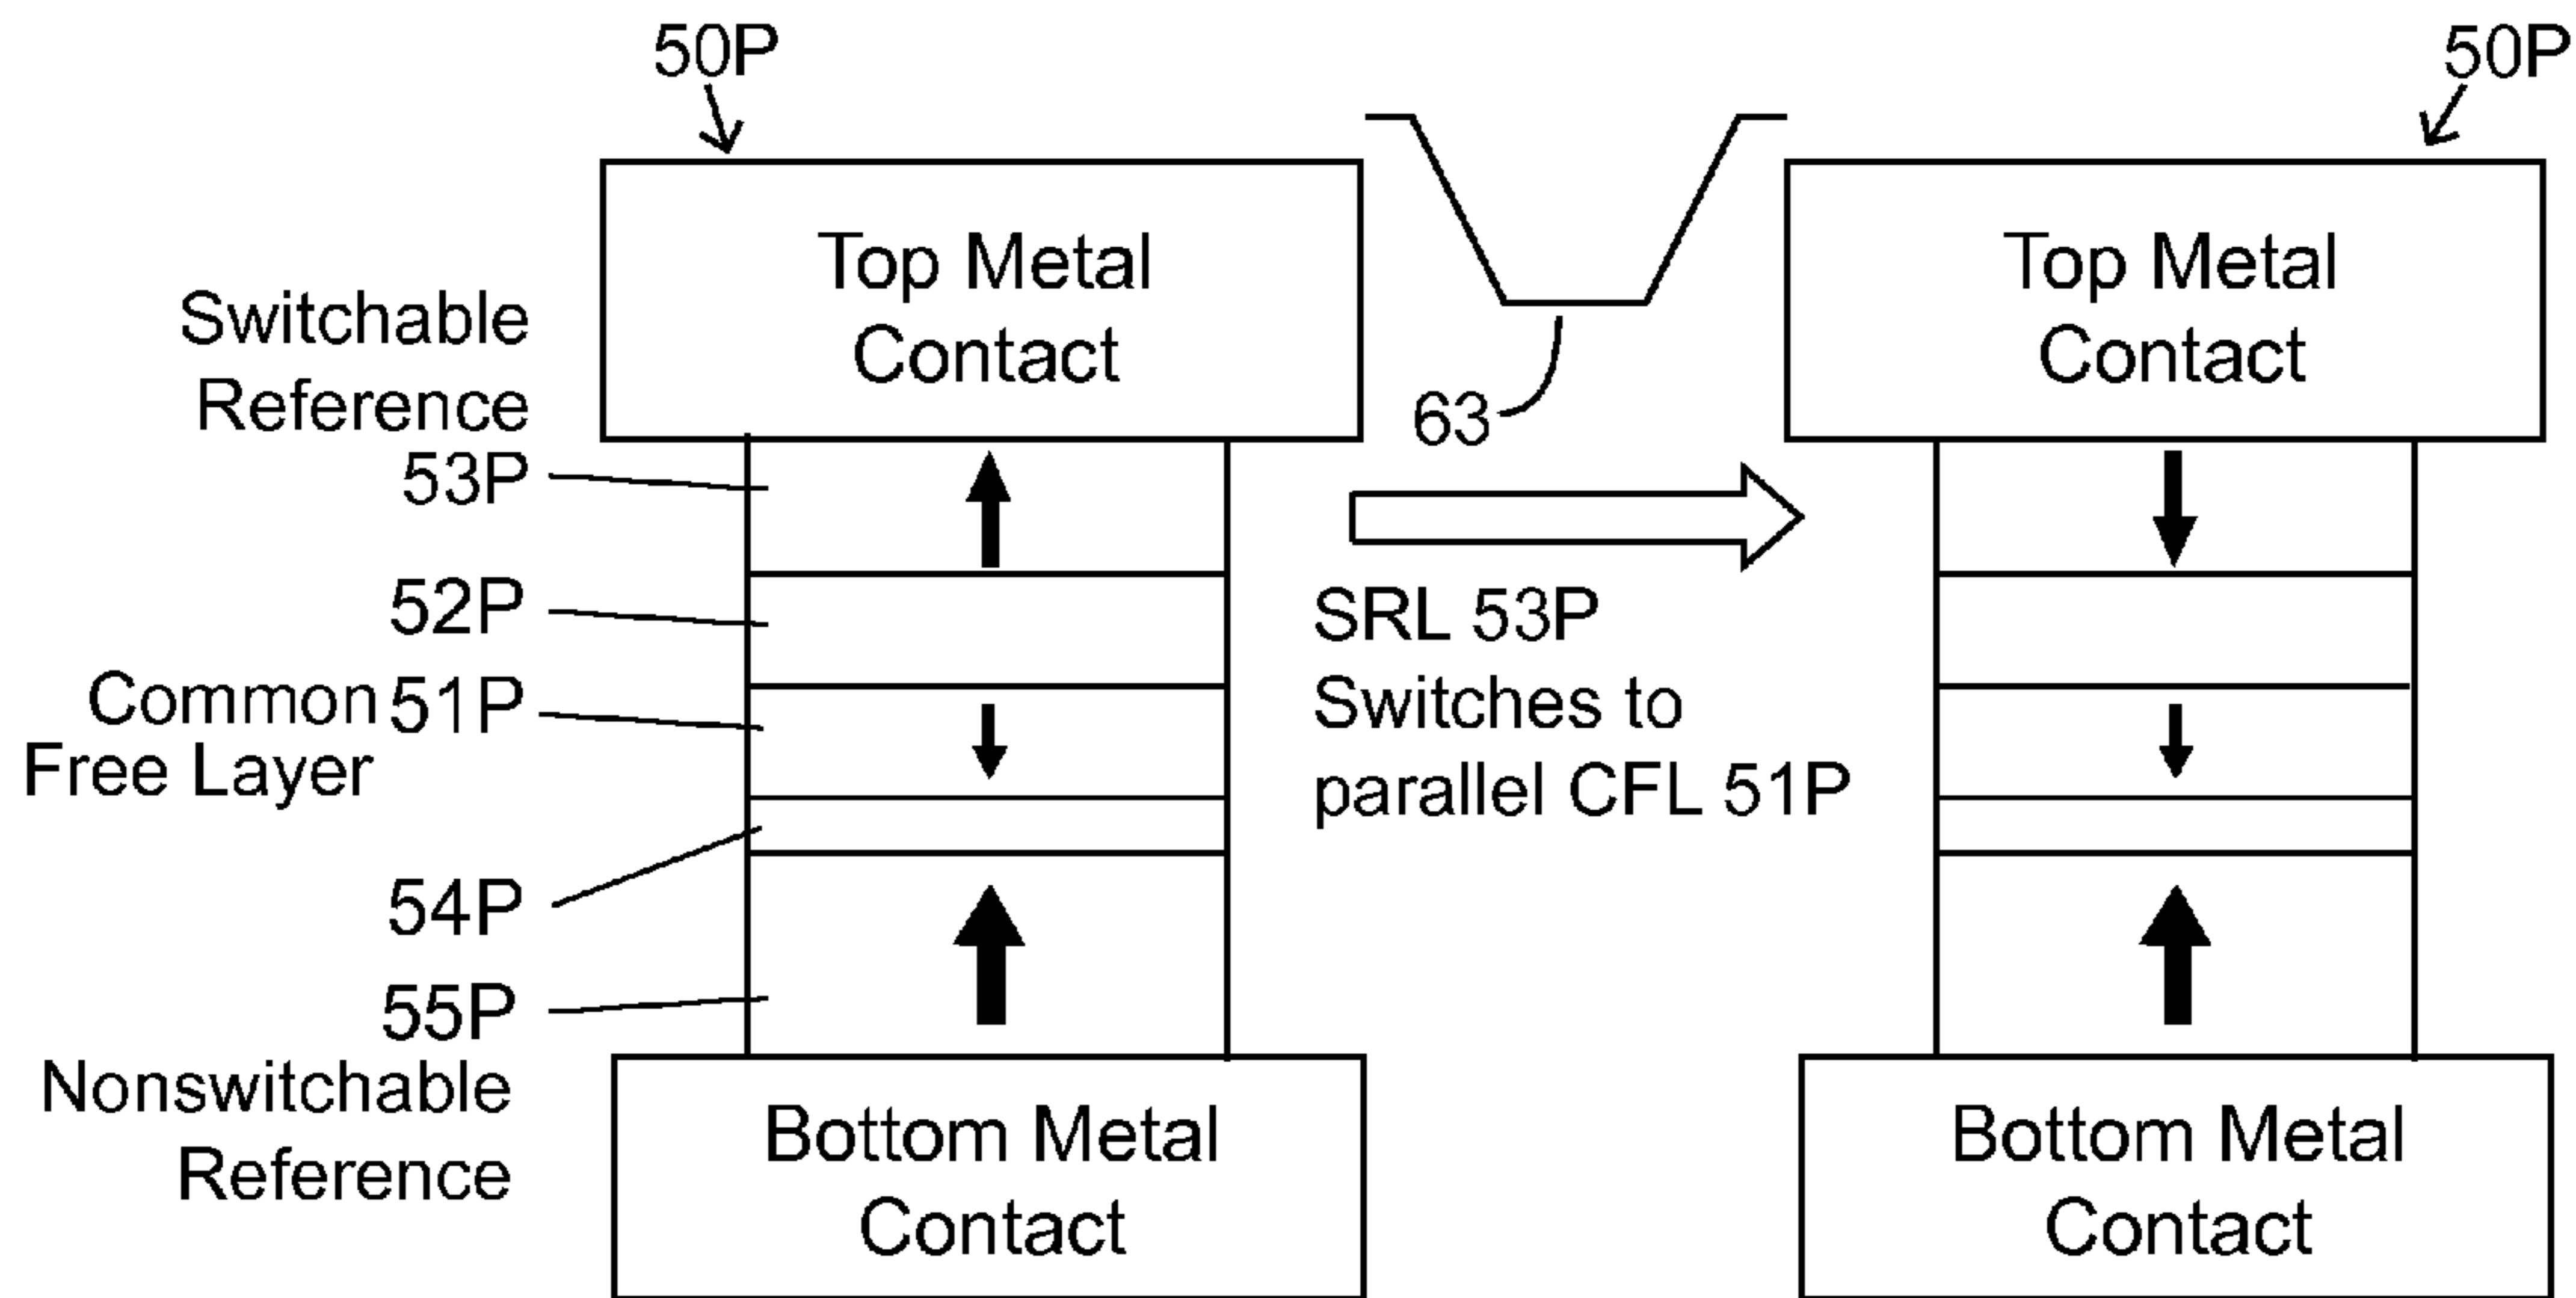 50P
50P
Top Metal
Contact
Top Metal
Contact
Switchable
Reference
53P
63
52P
SRL 53P
Switches to
parallel CFL 51P
Common 51P
Free Layer
54P
55P
Nonswitchable
Reference
Bottom Metal
Contact
Bottom Metal
Contact